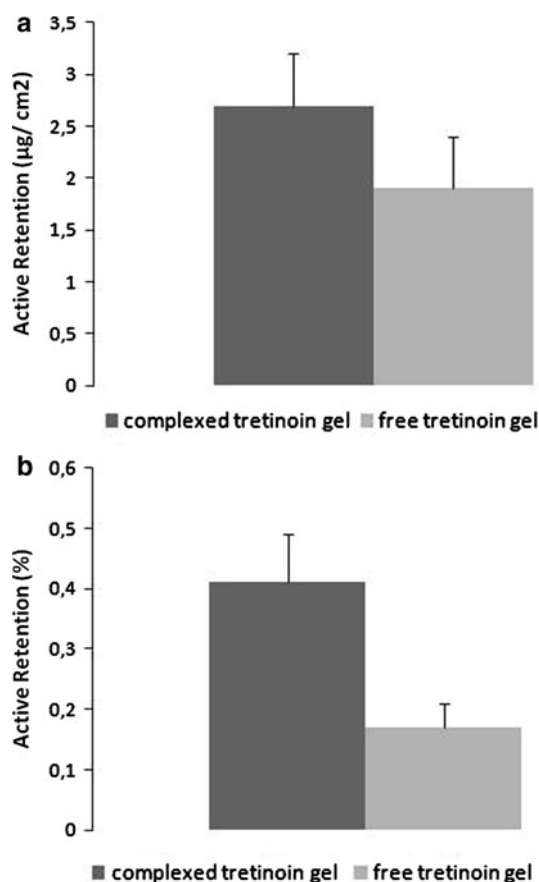 a
Active Retention (µg/ cm2)
3,5
3
2,5
2
1,5
1
0,5
0
complexed tretinoin gel free tretinoin gel
b
Active Retention (%)
0,6
0,5
0,4
0,3
0,2
0,1
0
complexed tretinoin gel free tretinoin gel